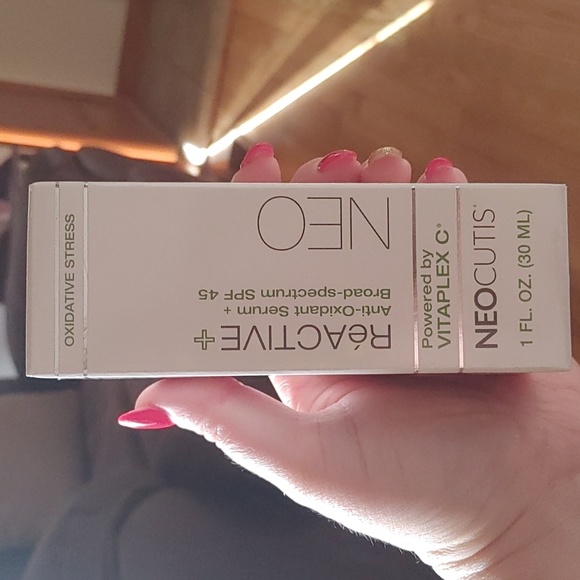 OXIDATIVE STRESS
NEO
RéACTIVE+
Anti-Oxidant Serum +
Broad-spectrum SPF 45
Powered by
VITAPLEX C®
NEOCUTIS®
1 FL. OZ. (30 ML)